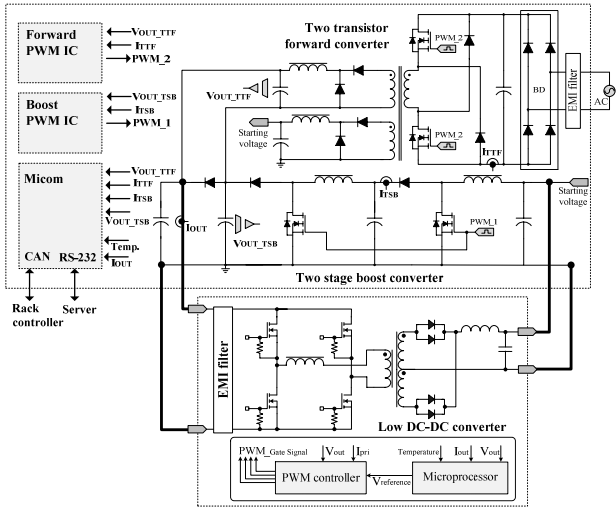 Forward
PWM IC
VOUT_TTF
ITTF
PWM_2
Boost
PWM IC
VOUT_TSB
ITSB
PWM_1
Micom
CAN RS-232
VOUT_TTF
ITTF
ITSB
VOUT_TSB
Temp.
IOUT
Rack
controller
Server
Two transistor
forward converter
PWM_2
PWM_2
VOUT_TTF
Starting
voltage
ITTF
BD
EMI filter
AC
IOUT
VOUT_TSB
ITSB
PWM_1
Starting
voltage
Two stage boost converter
EMI filter
Low DC-DC converter
PWM_Gate Signal
Vout
Ipri
PWM controller
Vreference
Temperature
Iout
Vout
Microprocessor